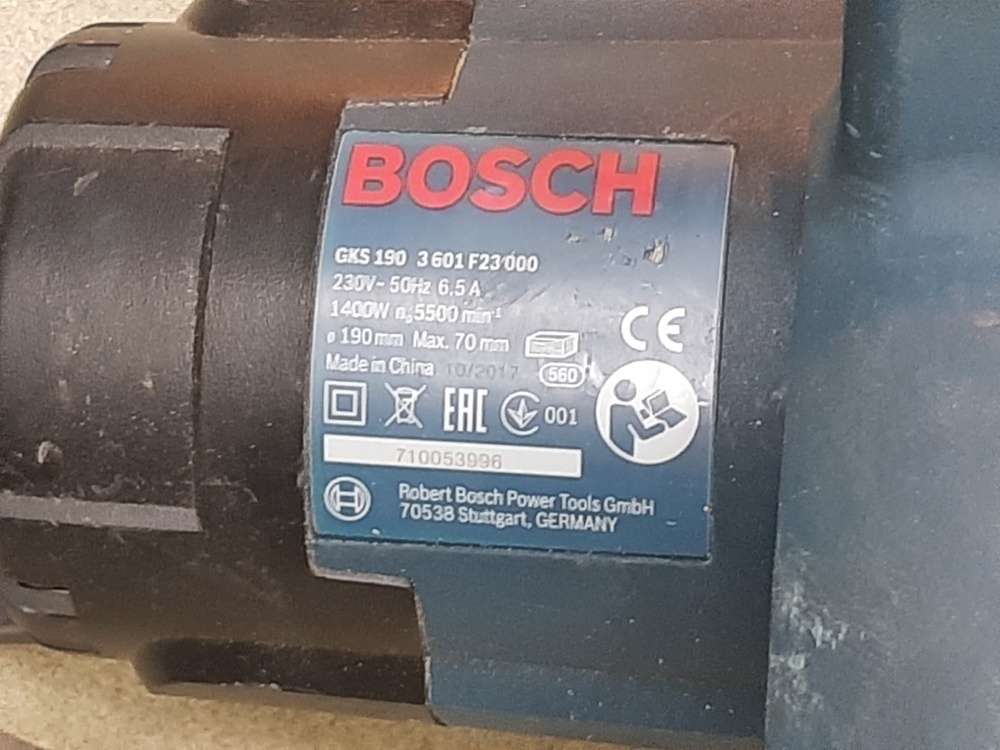 BOSCH
GKS 190 3 601 F23 000
230V~ 50Hz 6,5 A
1400W n₀ 5500 min⁻¹
ø 190 mm Max. 70 mm
CE
Made in China 10/2017 560
EAC 001
710053996
Robert Bosch Power Tools GmbH
70538 Stuttgart, GERMANY